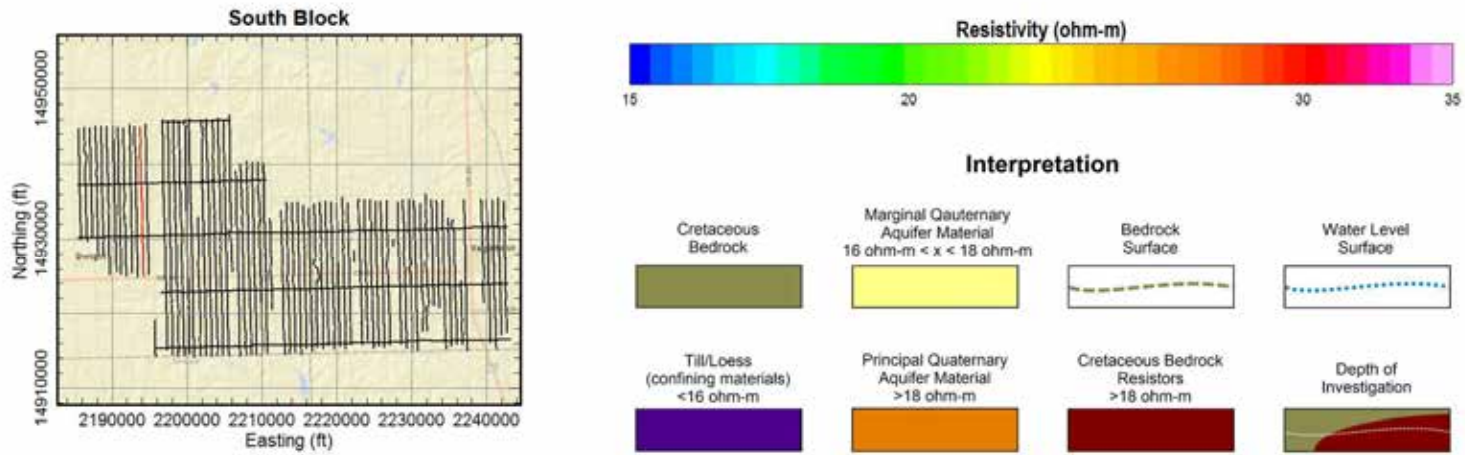 South Block
14950000
14930000
14910000
Northing (ft)
2190000 2200000 2210000 2220000 2230000 2240000
Easting (ft)
Resistivity (ohm-m)
15 20 30 35
Interpretation
Cretaceous
Bedrock
Marginal Qauternary
Aquifer Material
16 ohm-m < x < 18 ohm-m
Bedrock
Surface
Water Level
Surface
Till/Loess
(confining materials)
<16 ohm-m
Principal Quaternary
Aquifer Material
>18 ohm-m
Cretaceous Bedrock
Resistors
>18 ohm-m
Depth of
Investigation